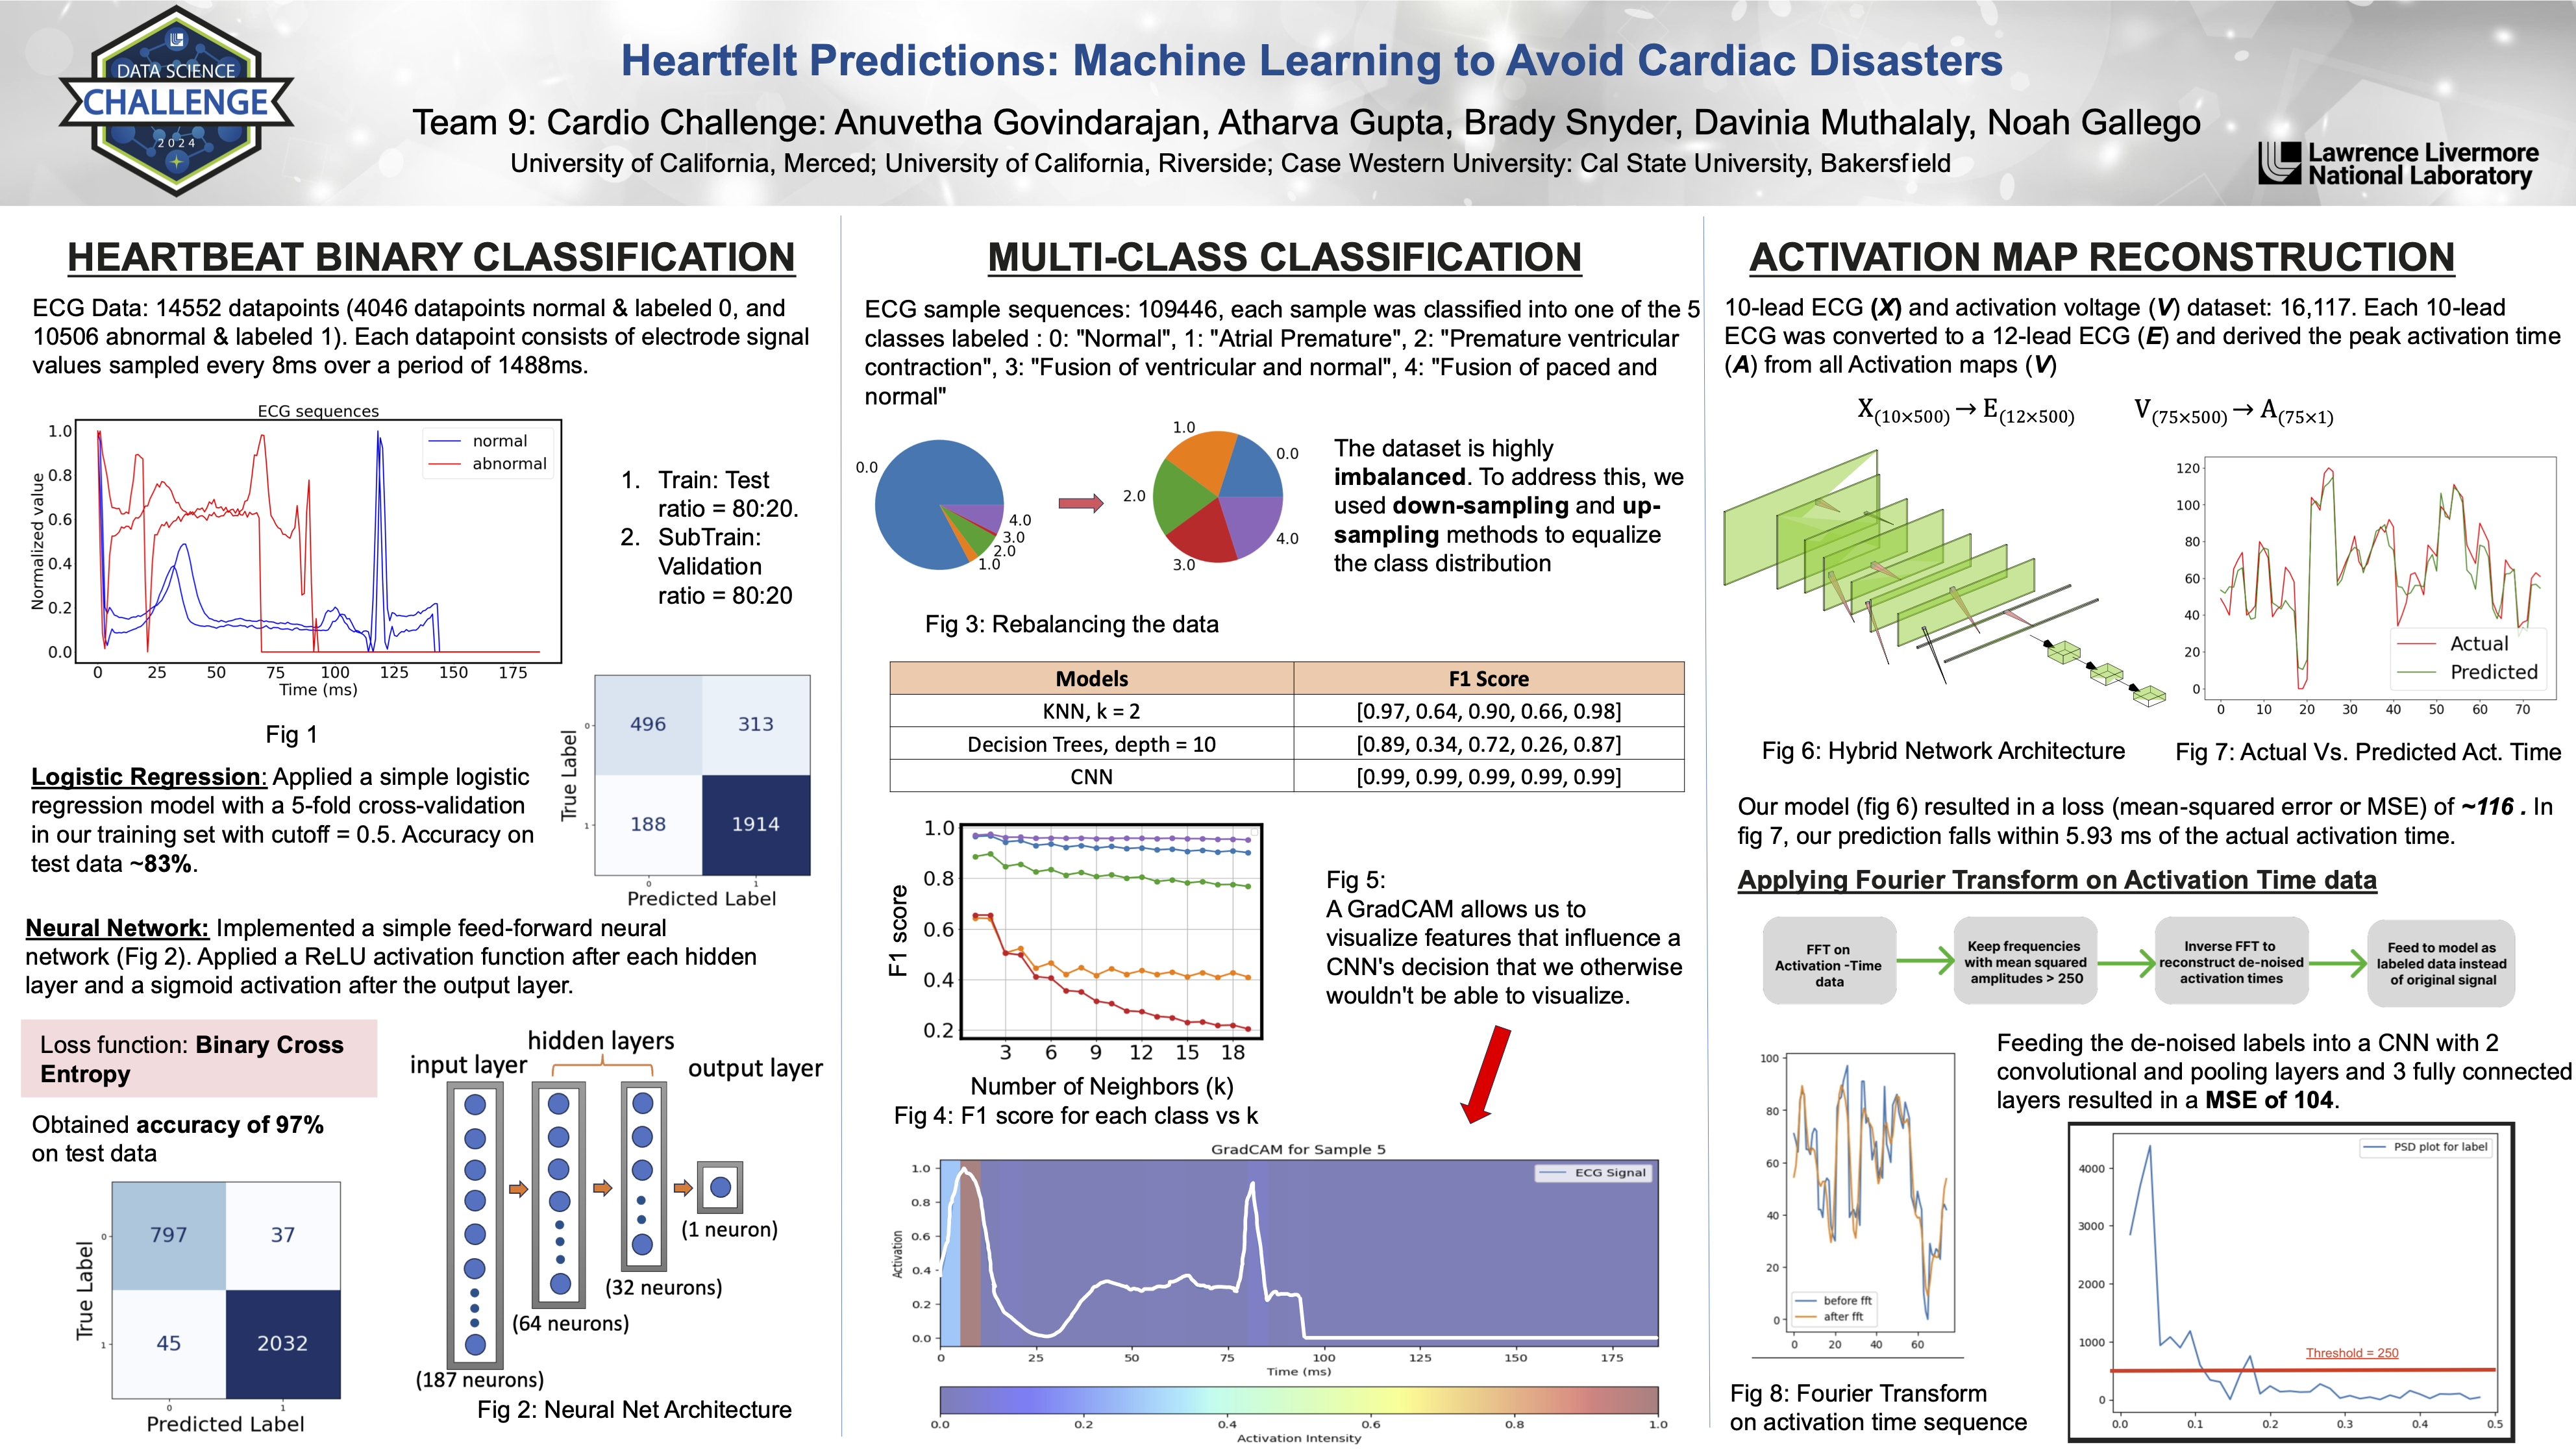 DATA SCIENCE
CHALLENGE
2024
Heartfelt Predictions: Machine Learning to Avoid Cardiac Disasters
Team 9: Cardio Challenge: Anuvetha Govindarajan, Atharva Gupta, Brady Snyder, Davinia Muthalaly, Noah Gallego
University of California, Merced; University of California, Riverside; Case Western University: Cal State University, Bakersfield
Lawrence Livermore
National Laboratory
HEARTBEAT BINARY CLASSIFICATION
ECG Data: 14552 datapoints (4046 datapoints normal & labeled 0, and
10506 abnormal & labeled 1). Each datapoint consists of electrode signal
values sampled every 8ms over a period of 1488ms.
ECG sequences
normal
abnormal
Normalized value
1.0
0.8
0.6
0.4
0.2
0.0
0 25 50 75 100 125 150 175
Time (ms)
Fig 1
1. Train: Test
ratio = 80:20.
2. SubTrain:
Validation
ratio = 80:20
Logistic Regression: Applied a simple logistic
regression model with a 5-fold cross-validation
in our training set with cutoff = 0.5. Accuracy on
test data ~83%.
True Label
0
1
496 313
188 1914
0 1
Predicted Label
Neural Network: Implemented a simple feed-forward neural
network (Fig 2). Applied a ReLU activation function after each hidden
layer and a sigmoid activation after the output layer.
Loss function: Binary Cross
Entropy
Obtained accuracy of 97%
on test data
True Label
0
1
797 37
45 2032
0 1
Predicted Label
hidden layers
input layer
output layer
(1 neuron)
(32 neurons)
(64 neurons)
(187 neurons)
Fig 2: Neural Net Architecture
MULTI-CLASS CLASSIFICATION
ECG sample sequences: 109446, each sample was classified into one of the 5
classes labeled : 0: "Normal", 1: "Atrial Premature", 2: "Premature ventricular
contraction", 3: "Fusion of ventricular and normal", 4: "Fusion of paced and
normal"
0.0
4.0
3.0
2.0
1.0
1.0
0.0
2.0
4.0
3.0
The dataset is highly
imbalanced. To address this, we
used down-sampling and up-
sampling methods to equalize
the class distribution
Fig 3: Rebalancing the data
Models F1 Score
KNN, k = 2 [0.97, 0.64, 0.90, 0.66, 0.98]
Decision Trees, depth = 10 [0.89, 0.34, 0.72, 0.26, 0.87]
CNN [0.99, 0.99, 0.99, 0.99, 0.99]
F1 score
1.0
0.8
0.6
0.4
0.2
3 6 9 12 15 18
Number of Neighbors (k)
Fig 4: F1 score for each class vs k
Fig 5:
A GradCAM allows us to
visualize features that influence a
CNN's decision that we otherwise
wouldn't be able to visualize.
GradCAM for Sample 5
ECG Signal
Activation
1.0
0.8
0.6
0.4
0.2
0.0
0 25 50 75 100 125 150 175
Time (ms)
0.0 0.2 0.4 0.6 0.8 1.0
Activation Intensity
ACTIVATION MAP RECONSTRUCTION
10-lead ECG (X) and activation voltage (V) dataset: 16,117. Each 10-lead
ECG was converted to a 12-lead ECG (E) and derived the peak activation time
(A) from all Activation maps (V)
X(10×500) → E(12×500) V(75×500) → A(75×1)
120
100
80
60
40
20
0
Actual
Predicted
0 10 20 30 40 50 60 70
Fig 6: Hybrid Network Architecture
Fig 7: Actual Vs. Predicted Act. Time
Our model (fig 6) resulted in a loss (mean-squared error or MSE) of ~116 . In
fig 7, our prediction falls within 5.93 ms of the actual activation time.
Applying Fourier Transform on Activation Time data
FFT on
Activation -Time
data
Keep frequencies
with mean squared
amplitudes > 250
Inverse FFT to
reconstruct de-noised
activation times
Feed to model as
labeled data instead
of original signal
Feeding the de-noised labels into a CNN with 2
convolutional and pooling layers and 3 fully connected
layers resulted in a MSE of 104.
100
80
60
40
20
0
before fft
after fft
0 20 40 60
Fig 8: Fourier Transform
on activation time sequence
PSD plot for label
4000
3000
2000
1000
0
Threshold = 250
0.0 0.1 0.2 0.3 0.4 0.5